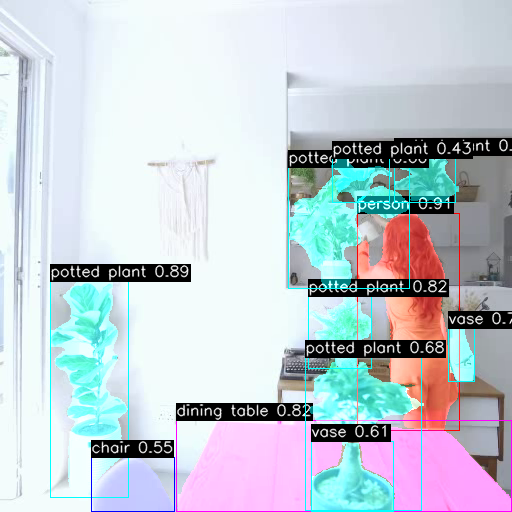 potted plant 0.43
person 0.91
potted plant 0.89
potted plant 0.82
vase 0.7
potted plant 0.68
dining table 0.82
vase 0.61
chair 0.55